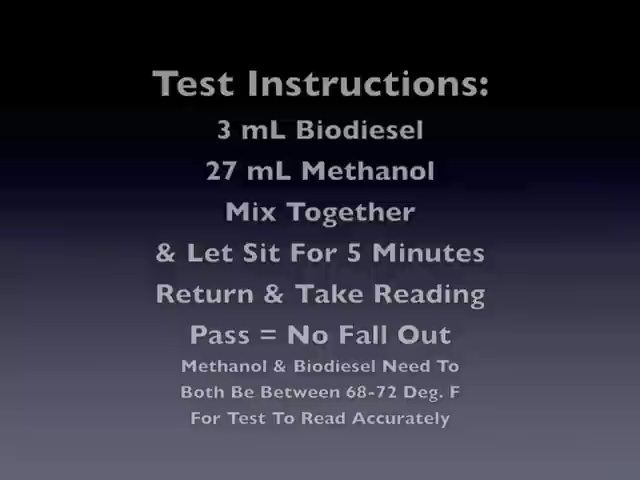 Test Instructions:
3 mL Biodiesel
27 mL Methanol
Mix Together
& Let Sit For 5 Minutes
Return & Take Reading
Pass = No Fall Out
Methanol & Biodiesel Need To
Both Be Between 68-72 Deg. F
For Test To Read Accurately